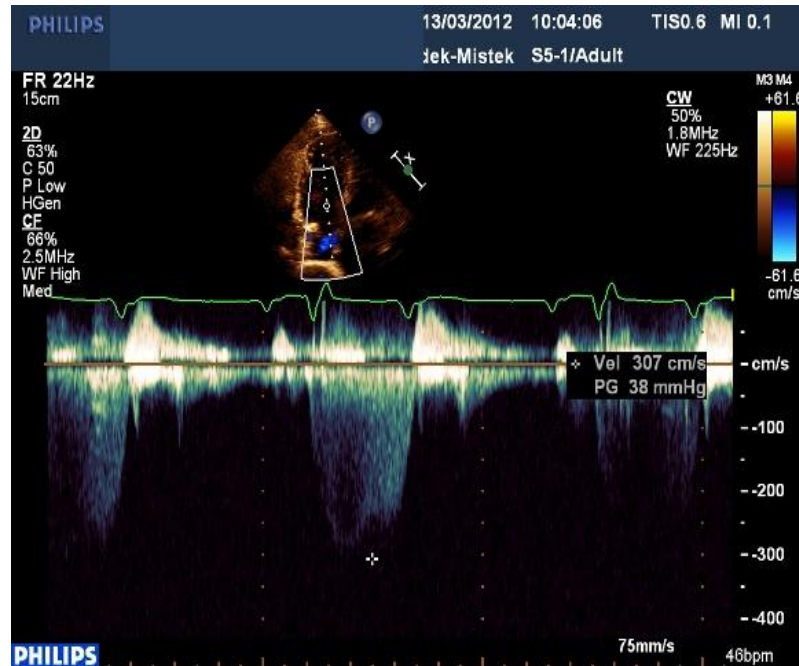 PHILIPS
13/03/2012 10:04:06 TIS0.6 MI 0.1
dek-Mistek S5-1/Adult
FR 22Hz
15cm
2D
63%
C 50
P Low
HGen
CF
66%
2.5MHz
WF High
Med
P
CW
50%
1.8MHz
WF 225Hz
M3 M4
+61.6
-61.6
cm/s
Vel 307 cm/s
PG 38 mmHg
cm/s
-100
-200
-300
-400
PHILIPS
75mm/s
46bpm